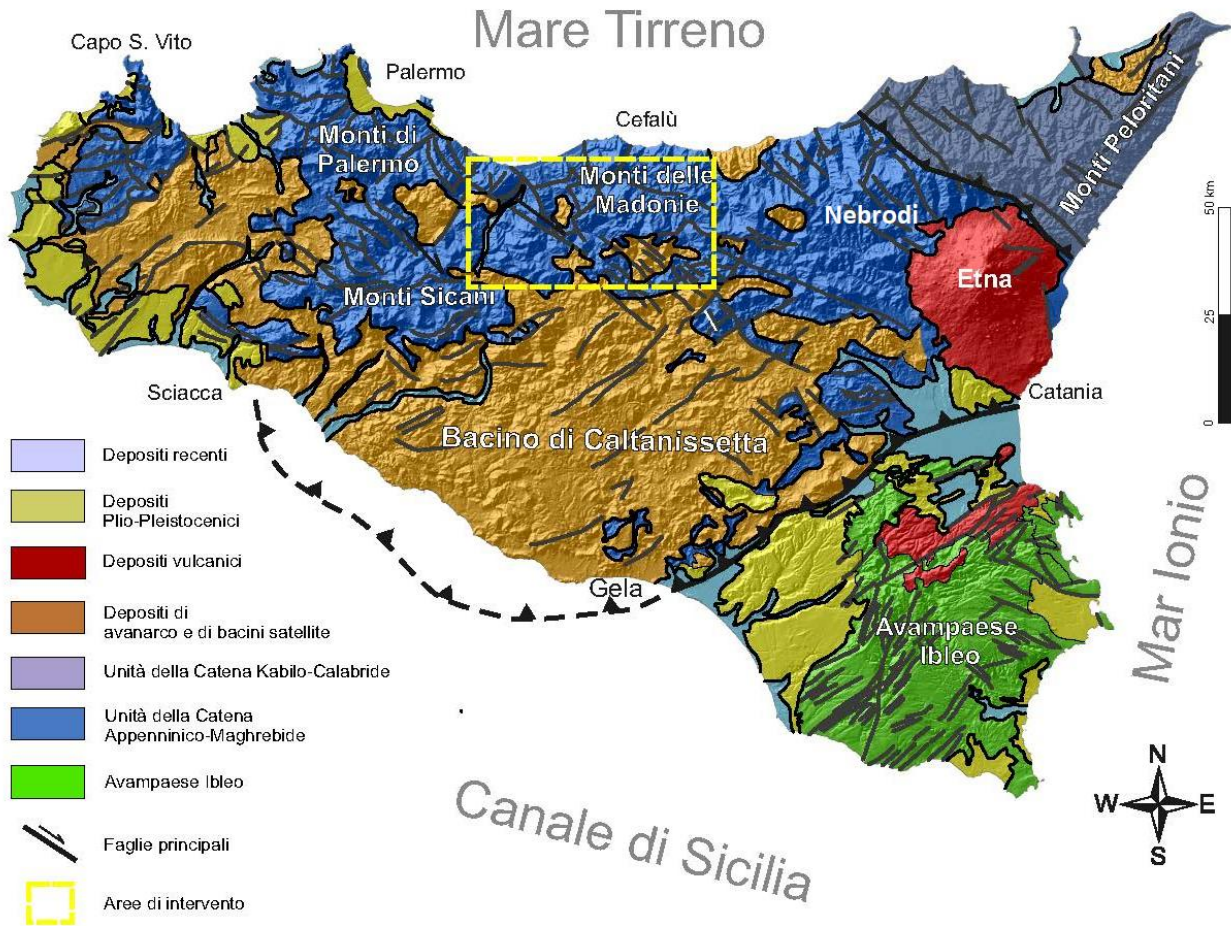 Mare Tirreno
Capo S. Vito
Palermo
Cefalù
Monti di
Palermo
Monti delle
Madonie
Nebrodi
Monti Peloritani
Etna
Monti Sicani
Sciacca
Catania
Bacino di Caltanissetta
Gela
Avampaese
Ibleo
Mar Ionio
Canale di Sicilia
50 km
25
0
Depositi recenti
Depositi
Plio-Pleistocenici
Depositi vulcanici
Depositi di
avanarco e di bacini satellite
Unità della Catena Kabilo-Calabride
Unità della Catena
Appenninico-Maghrebide
Avampaese Ibleo
Faglie principali
Aree di intervento
N
W
E
S